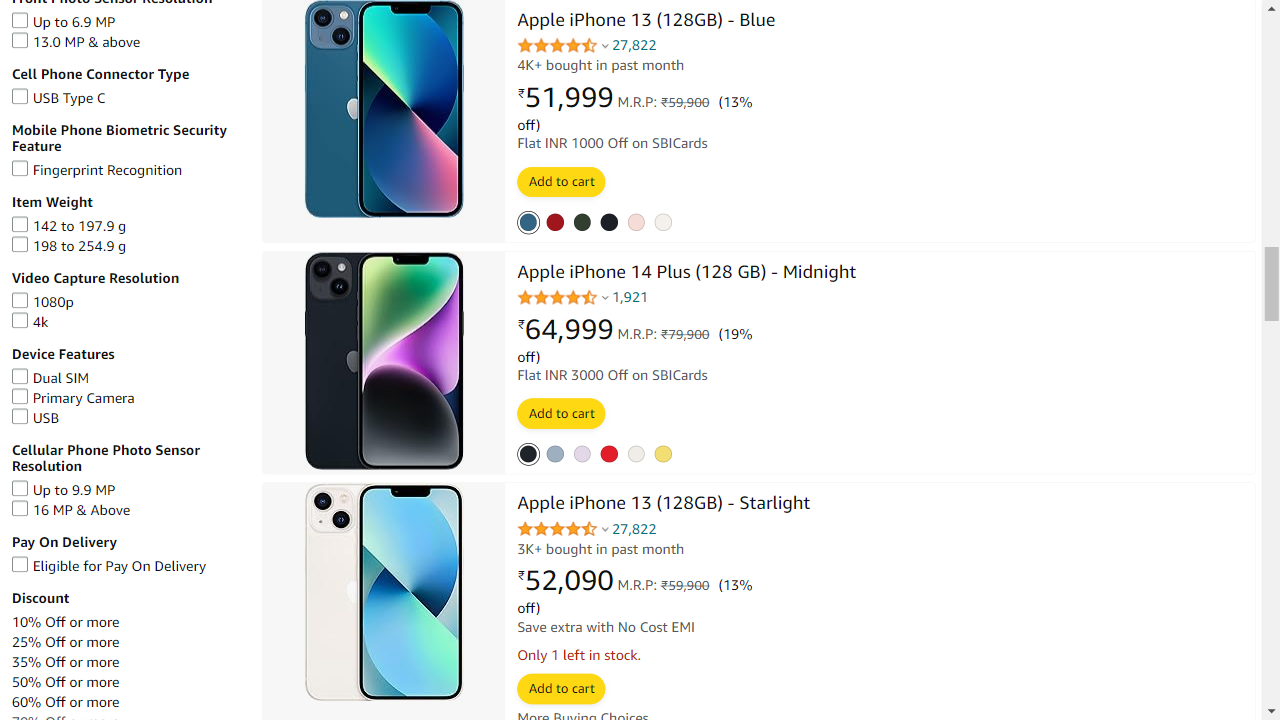 Front Photo Sensor Resolution
Up to 6.9 MP
13.0 MP & above
Cell Phone Connector Type
USB Type C
Mobile Phone Biometric Security
Feature
Fingerprint Recognition
Item Weight
142 to 197.9 g
198 to 254.9 g
Video Capture Resolution
1080p
4k
Device Features
Dual SIM
Primary Camera
USB
Cellular Phone Photo Sensor
Resolution
Up to 9.9 MP
16 MP & Above
Pay On Delivery
Eligible for Pay On Delivery
Discount
10% Off or more
25% Off or more
35% Off or more
50% Off or more
60% Off or more
70% Off or more
Apple iPhone 13 (128GB) - Blue
27,822
4K+ bought in past month
₹51,999 M.R.P: ₹59,900 (13%
off)
Flat INR 1000 Off on SBICards
Add to cart
Apple iPhone 14 Plus (128 GB) - Midnight
1,921
₹64,999 M.R.P: ₹79,900 (19%
off)
Flat INR 3000 Off on SBICards
Add to cart
Apple iPhone 13 (128GB) - Starlight
27,822
3K+ bought in past month
₹52,090 M.R.P: ₹59,900 (13%
off)
Save extra with No Cost EMI
Only 1 left in stock.
Add to cart
More Buying Choices